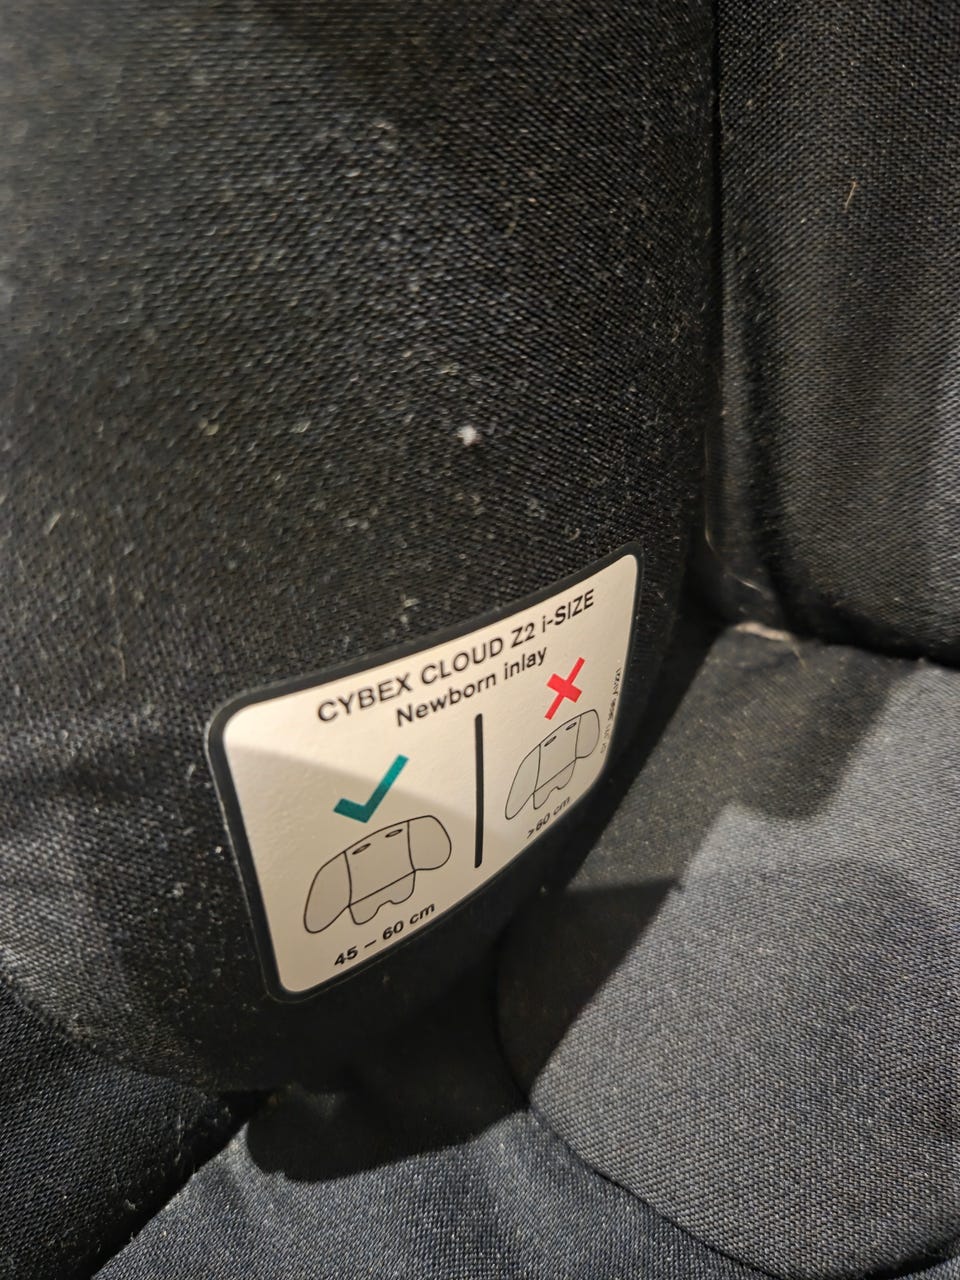 CYBEX CLOUD Z2 i-SIZE
Newborn inlay
45 – 60 cm
>60 cm